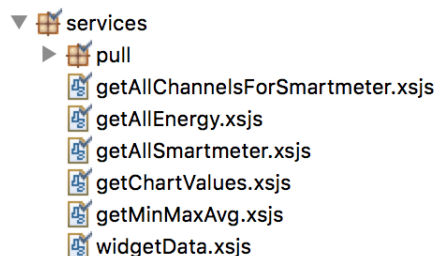 services
pull
getAllChannelsForSmartmeter.xsjs
getAllEnergy.xsjs
getAllSmartmeter.xsjs
getChartValues.xsjs
getMinMaxAvg.xsjs
widgetData.xsjs